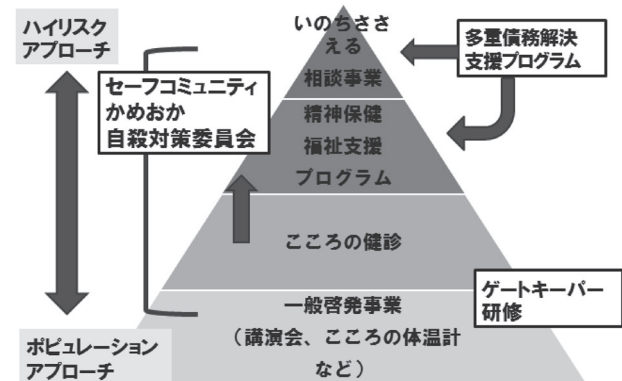 ハイリスク
アプローチ
いのちささ
える
相談事業
多重債務解決
支援プログラム
セーフコミュニティ
かめおか
自殺対策委員会
精神保健
福祉支援
プログラム
こころの健診
ゲートキーパー
研修
一般啓発事業
（講演会、こころの体温計
など）
ポピュレーション
アプローチ